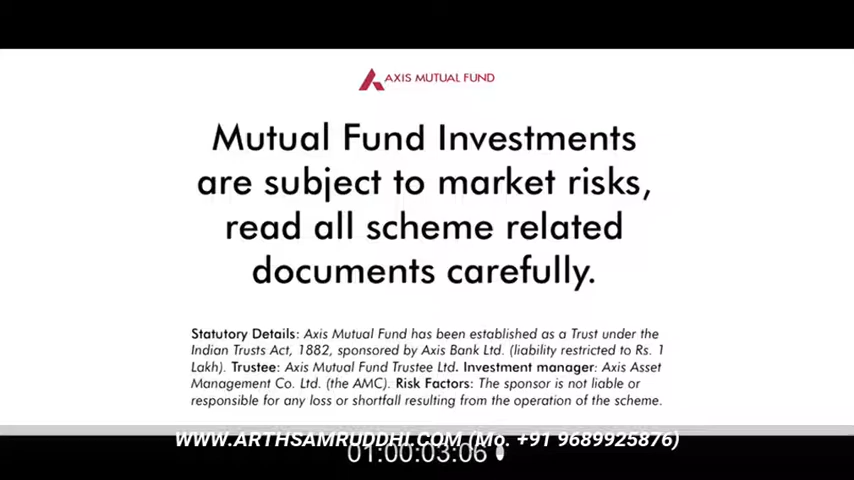 AXIS MUTUAL FUND
Mutual Fund Investments
are subject to market risks,
read all scheme related
documents carefully.
Statutory Details: Axis Mutual Fund has been established as a Trust under the
Indian Trusts Act, 1882, sponsored by Axis Bank Ltd. (liability restricted to Rs. 1
Lakh). Trustee: Axis Mutual Fund Trustee Ltd. Investment manager: Axis Asset
Management Co. Ltd. (the AMC). Risk Factors: The sponsor is not liable or
responsible for any loss or shortfall resulting from the operation of the scheme.
WWW.ARTHSAMRUDDHI.COM (Mo. +91 9689925876)
01:00:03:06